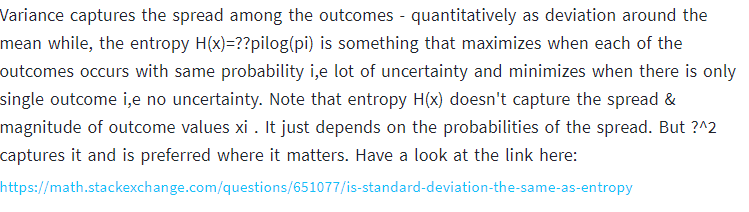 Variance captures the spread among the outcomes - quantitatively as deviation around the
mean while, the entropy H(x)=??pilog(pi) is something that maximizes when each of the
outcomes occurs with same probability i,e lot of uncertainty and minimizes when there is only
single outcome i,e no uncertainty. Note that entropy H(x) doesn't capture the spread &
magnitude of outcome values xi . It just depends on the probabilities of the spread. But ?^2
captures it and is preferred where it matters. Have a look at the link here:
https://math.stackexchange.com/questions/651077/is-standard-deviation-the-same-as-entropy